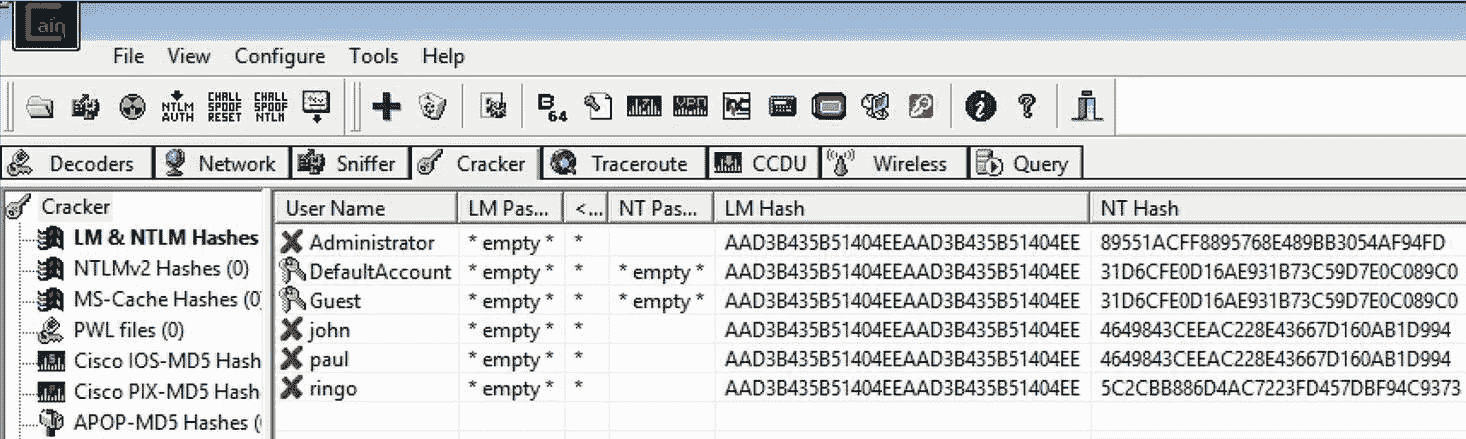 Cain
File View Configure Tools Help
NTLM AUTH CHALL SPOOF RESET CHALL SPOOF NTLM B 64 VPN
Decoders Network Sniffer Cracker Traceroute CCDU Wireless Query
Cracker User Name LM Pas... <... NT Pas... LM Hash NT Hash
LM & NTLM Hashes Administrator * empty * * AAD3B435B51404EEAAD3B435B51404EE 89551ACFF8895768E489BB3054AF94FD
NTLMv2 Hashes (0) DefaultAccount * empty * * * empty * AAD3B435B51404EEAAD3B435B51404EE 31D6CFE0D16AE931B73C59D7E0C089C0
MS-Cache Hashes (0) Guest * empty * * * empty * AAD3B435B51404EEAAD3B435B51404EE 31D6CFE0D16AE931B73C59D7E0C089C0
PWL files (0) john * empty * * AAD3B435B51404EEAAD3B435B51404EE 4649843CEEAC228E43667D160AB1D994
Cisco IOS-MD5 Hash paul * empty * * AAD3B435B51404EEAAD3B435B51404EE 4649843CEEAC228E43667D160AB1D994
Cisco PIX-MD5 Hash ringo * empty * * AAD3B435B51404EEAAD3B435B51404EE 5C2CBB886D4AC7223FD457DBF94C9373
APOP-MD5 Hashes (